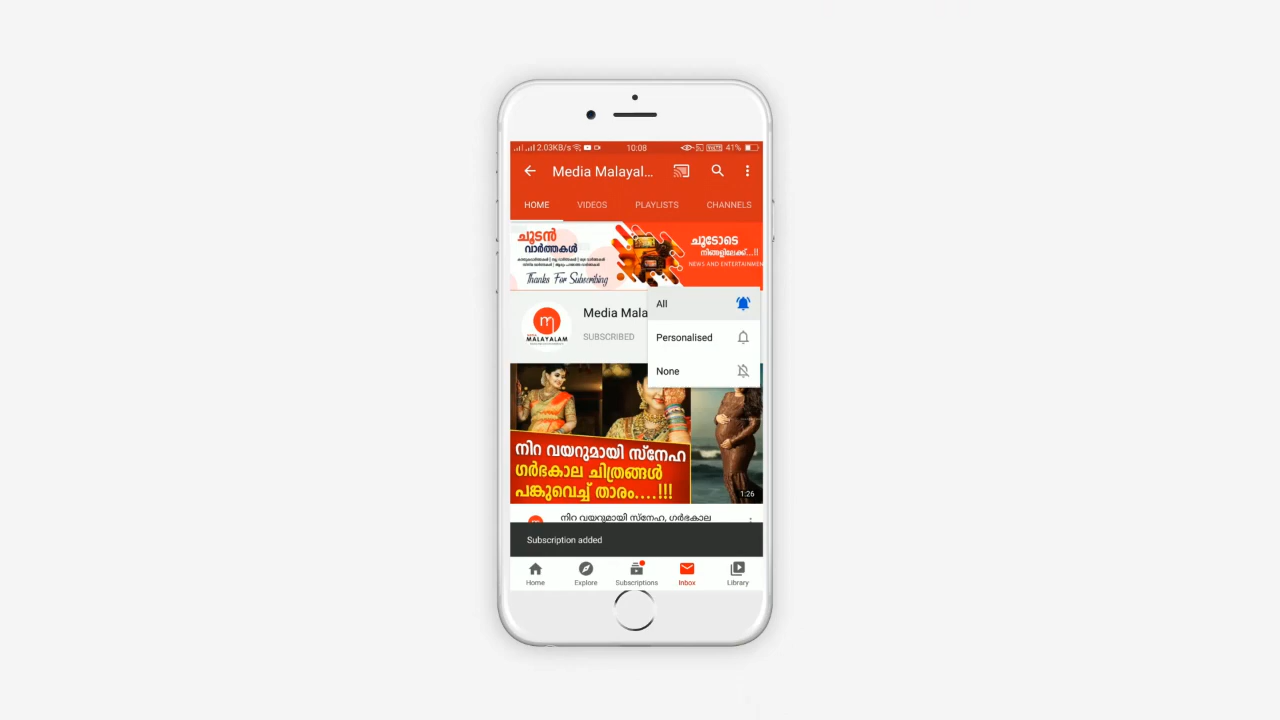 2.03KB/s 10:08 41%
Media Malayal...
HOME VIDEOS PLAYLISTS CHANNELS
ചൂടൻ
വാർത്തകൾ
Thanks For Subscribing
ചൂടോടെ
നിങ്ങളിലേക്ക്...!!
NEWS AND ENTERTAINMEN
All
Media Mala
SUBSCRIBED
Personalised
None
m
MALAYALAM
നിറ വയറുമായി സ്നേഹ
ഗർഭകാല ചിത്രങ്ങൾ
പങ്കുവെച്ച് താരം....!!!
1:26
നിറ വയറുമായി സ്നേഹ, ഗർഭകാല
Subscription added
Home Explore Subscriptions Inbox Library